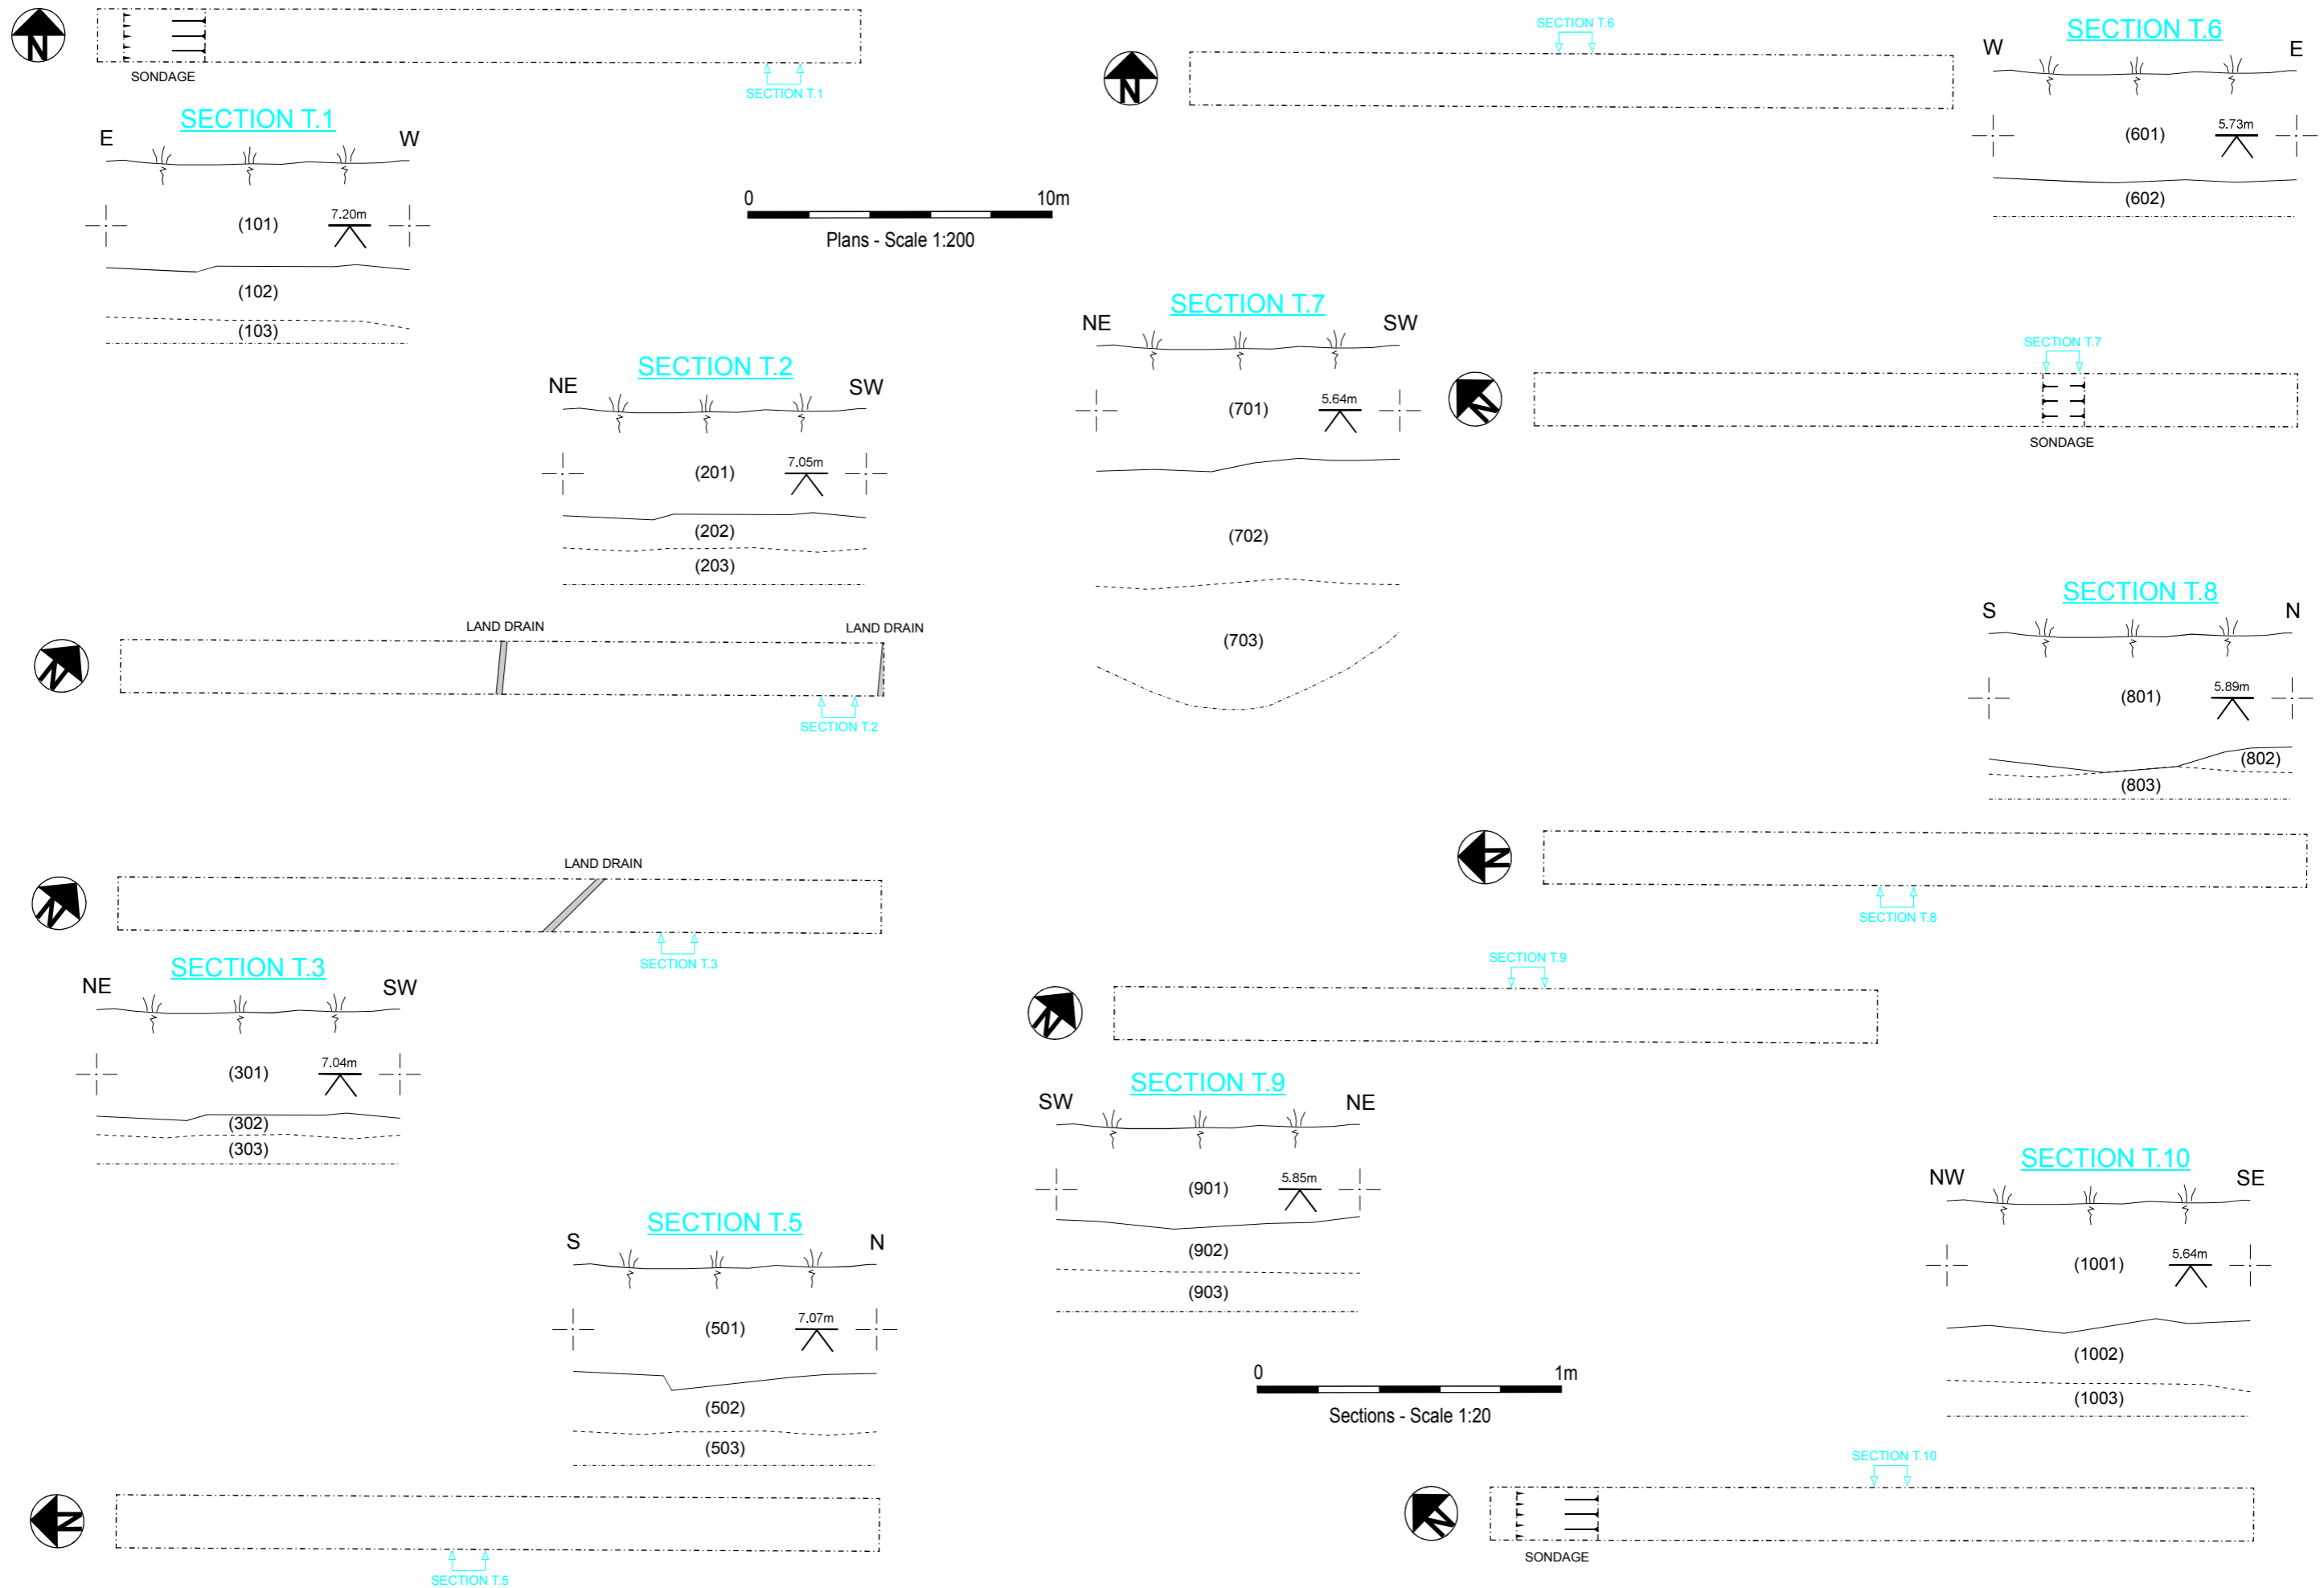 N
SONDAGE
SECTION T.1
SECTION T.1
E W
(101) 7.20m
(102)
(103)
0 10m
Plans - Scale 1:200
SECTION T.2
NE SW
(201) 7.05m
(202)
(203)
LAND DRAIN LAND DRAIN
N
SECTION T.2
LAND DRAIN
N
SECTION T.3
SECTION T.3
NE SW
(301) 7.04m
(302)
(303)
SECTION T.5
S N
(501) 7.07m
(502)
(503)
N
SECTION T.5
SECTION T.6
N
SECTION T.6
W E
(601) 5.73m
(602)
SECTION T.7
NE SW
(701) 5.64m
(702)
(703)
SECTION T.7
N
SONDAGE
SECTION T.8
S N
(801) 5.89m
(802)
(803)
N
SECTION T.8
SECTION T.9
N
SECTION T.9
SW NE
(901) 5.85m
(902)
(903)
0 1m
Sections - Scale 1:20
SECTION T.10
NW SE
(1001) 5.64m
(1002)
(1003)
SECTION T.10
N
SONDAGE